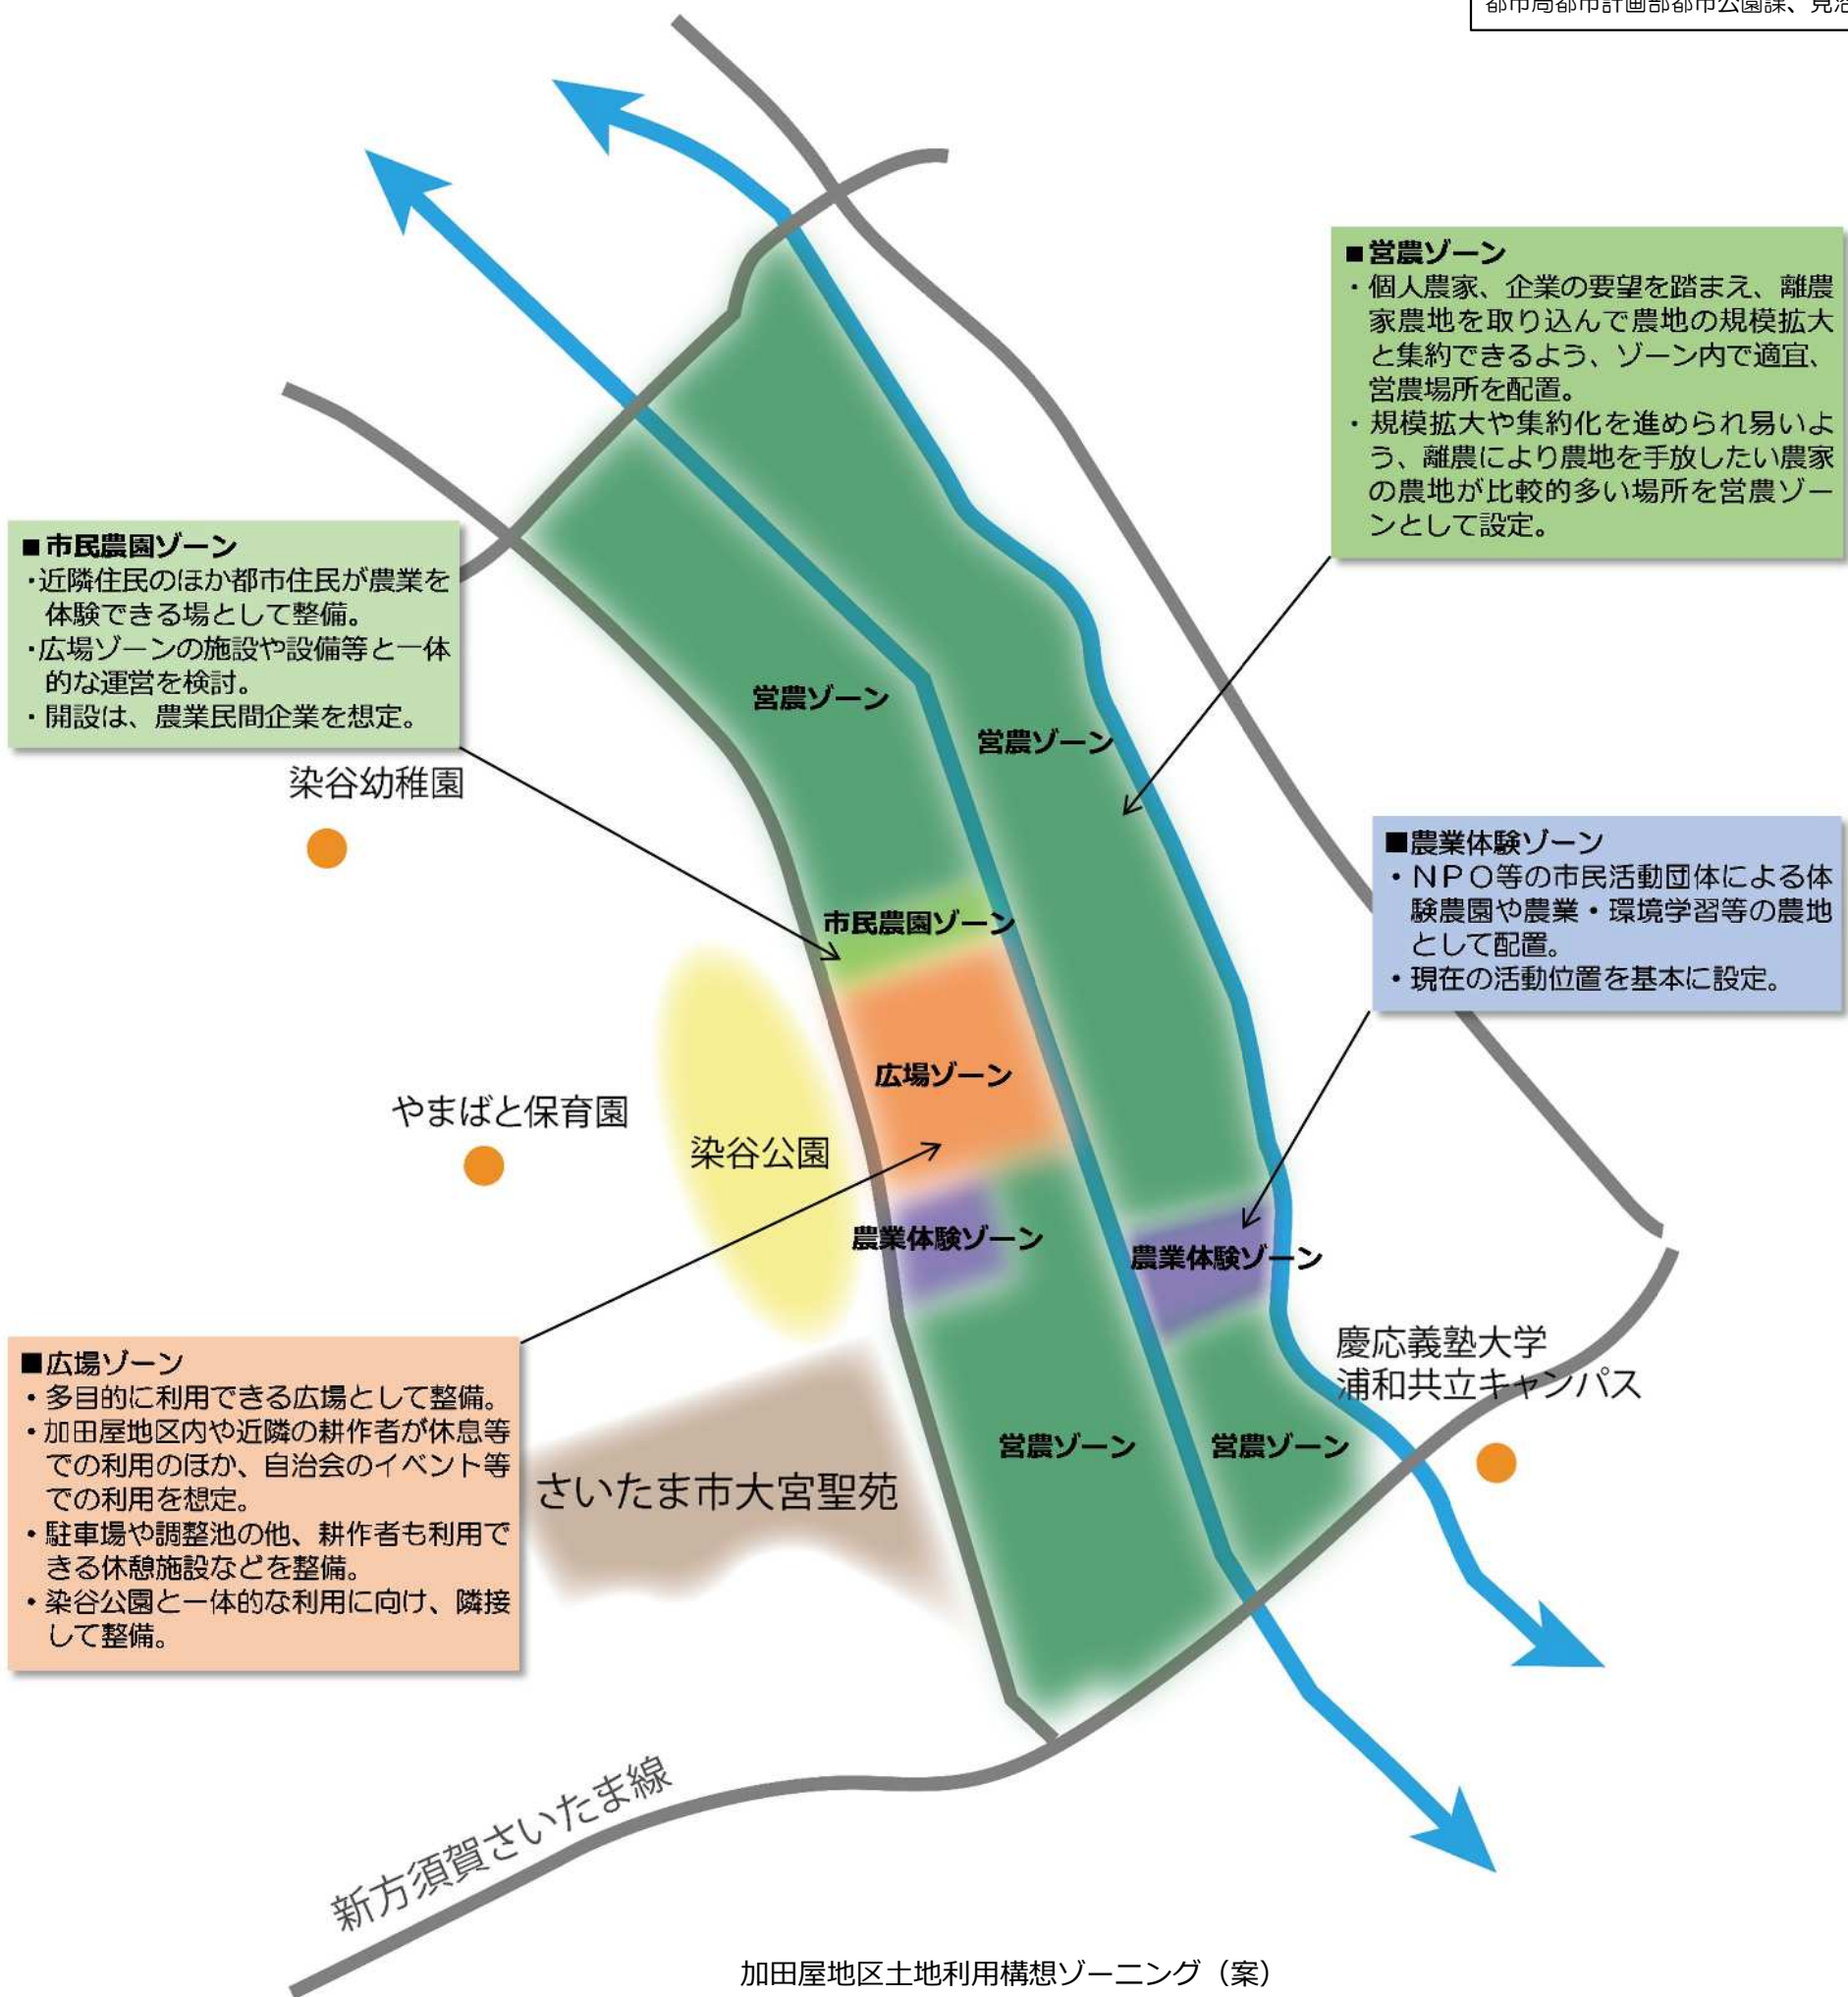 都市局都市計画部都市公園課、見沼
■営農ゾーン
・個人農家、企業の要望を踏まえ、離農
家農地を取り込んで農地の規模拡大
と集約できるよう、ゾーン内で適宜、
営農場所を配置。
・規模拡大や集約化を進められ易いよ
う、離農により農地を手放したい農家
の農地が比較的多い場所を営農ゾー
ンとして設定。
■市民農園ゾーン
・近隣住民のほか都市住民が農業を
体験できる場として整備。
・広場ゾーンの施設や設備等と一体
的な運営を検討。
・開設は、農業民間企業を想定。
営農ゾーン
営農ゾーン
染谷幼稚園
■農業体験ゾーン
・NPO等の市民活動団体による体
験農園や農業・環境学習等の農地
として配置。
・現在の活動位置を基本に設定。
市民農園ゾーン
広場ゾーン
やまばと保育園
染谷公園
農業体験ゾーン
農業体験ゾーン
慶応義塾大学
浦和共立キャンパス
■広場ゾーン
・多目的に利用できる広場として整備。
・加田屋地区内や近隣の耕作者が休息等
での利用のほか、自治会のイベント等
での利用を想定。
・駐車場や調整池の他、耕作者も利用で
きる休憩施設などを整備。
・染谷公園と一体的な利用に向け、隣接
して整備。
営農ゾーン
営農ゾーン
さいたま市大宮聖苑
新方須賀さいたま線
加田屋地区土地利用構想ゾーニング（案）